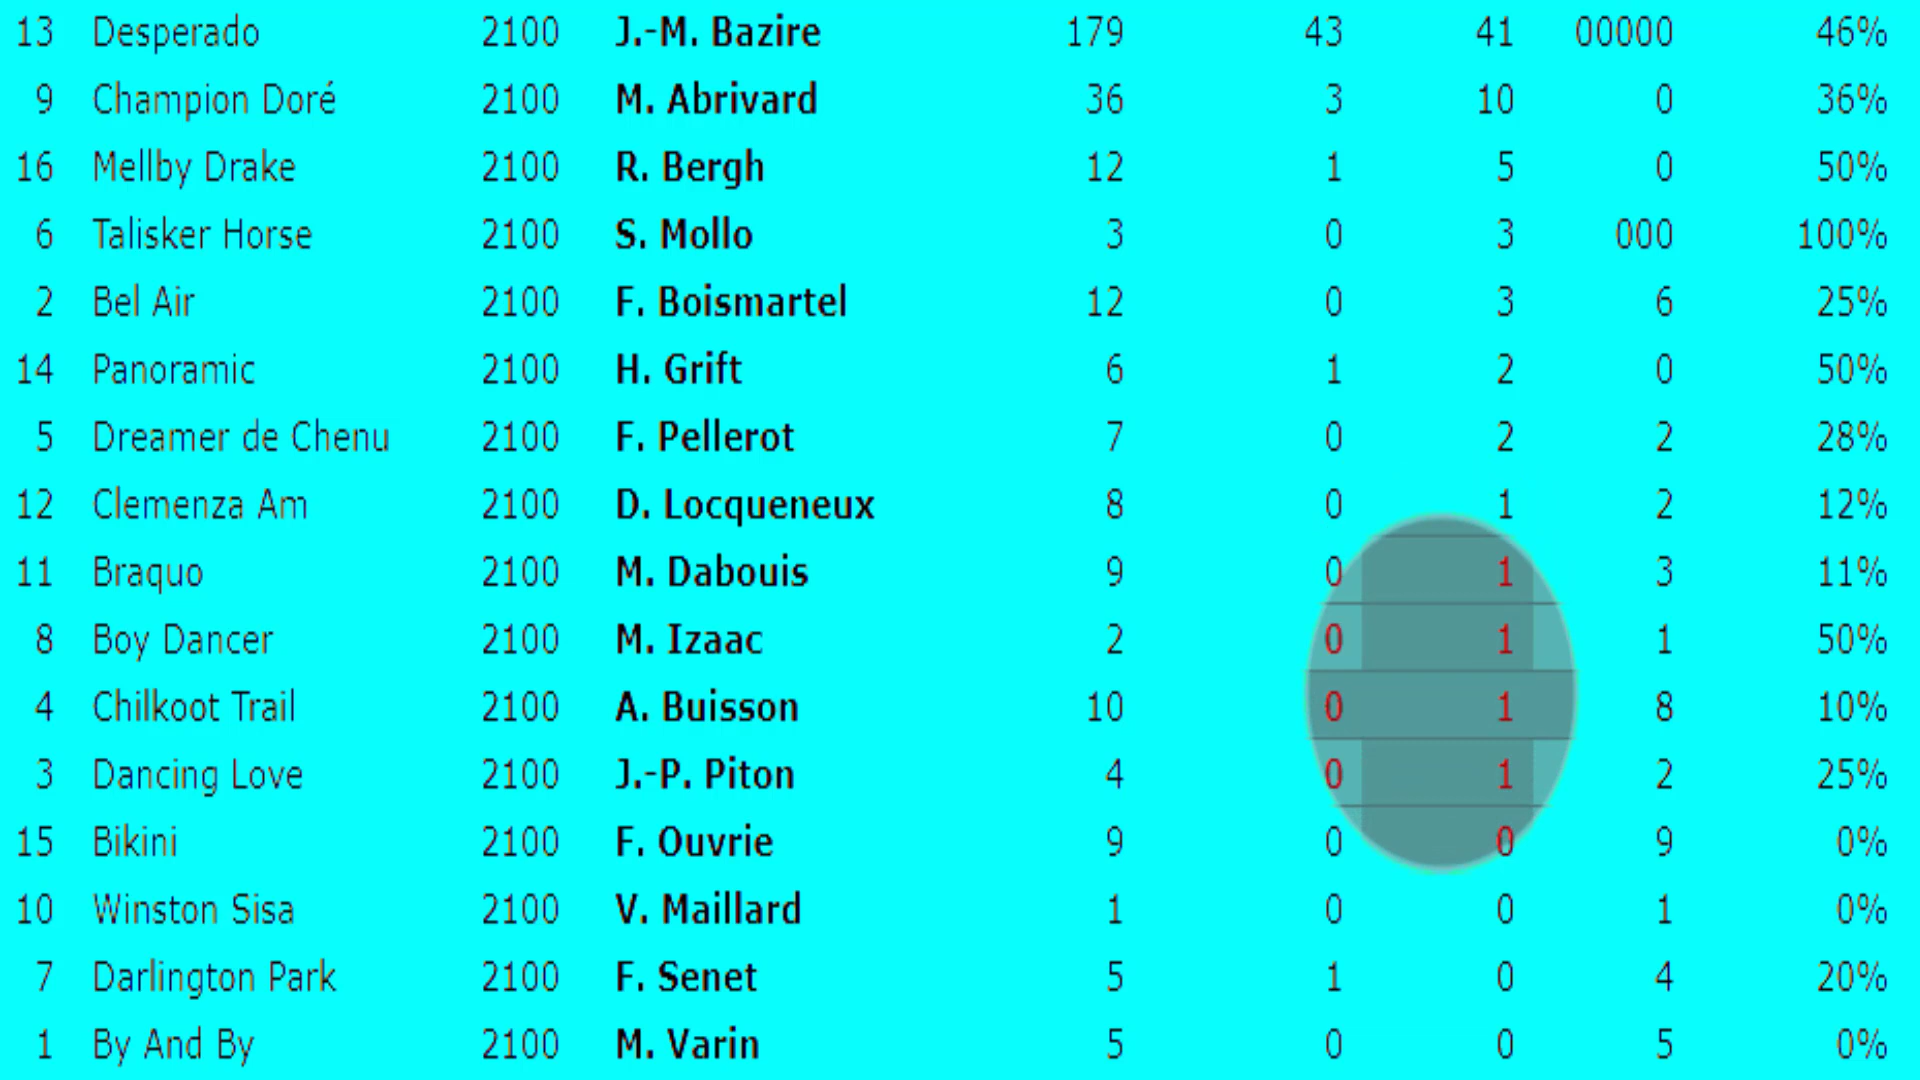 13 Desperado 2100 J.-M. Bazire 179 43 41 00000 46%
9 Champion Doré 2100 M. Abrivard 36 3 10 0 36%
16 Mellby Drake 2100 R. Bergh 12 1 5 0 50%
6 Talisker Horse 2100 S. Mollo 3 0 3 000 100%
2 Bel Air 2100 F. Boismartel 12 0 3 6 25%
14 Panoramic 2100 H. Grift 6 1 2 0 50%
5 Dreamer de Chenu 2100 F. Pellerot 7 0 2 2 28%
12 Clemenza Am 2100 D. Locqueneux 8 0 1 2 12%
11 Braquo 2100 M. Dabouis 9 0 1 3 11%
8 Boy Dancer 2100 M. Izaac 2 0 1 1 50%
4 Chilkoot Trail 2100 A. Buisson 10 0 1 8 10%
3 Dancing Love 2100 J.-P. Piton 4 0 1 2 25%
15 Bikini 2100 F. Ouvrie 9 0 0 9 0%
10 Winston Sisa 2100 V. Maillard 1 0 0 1 0%
7 Darlington Park 2100 F. Senet 5 1 0 4 20%
1 By And By 2100 M. Varin 5 0 0 5 0%